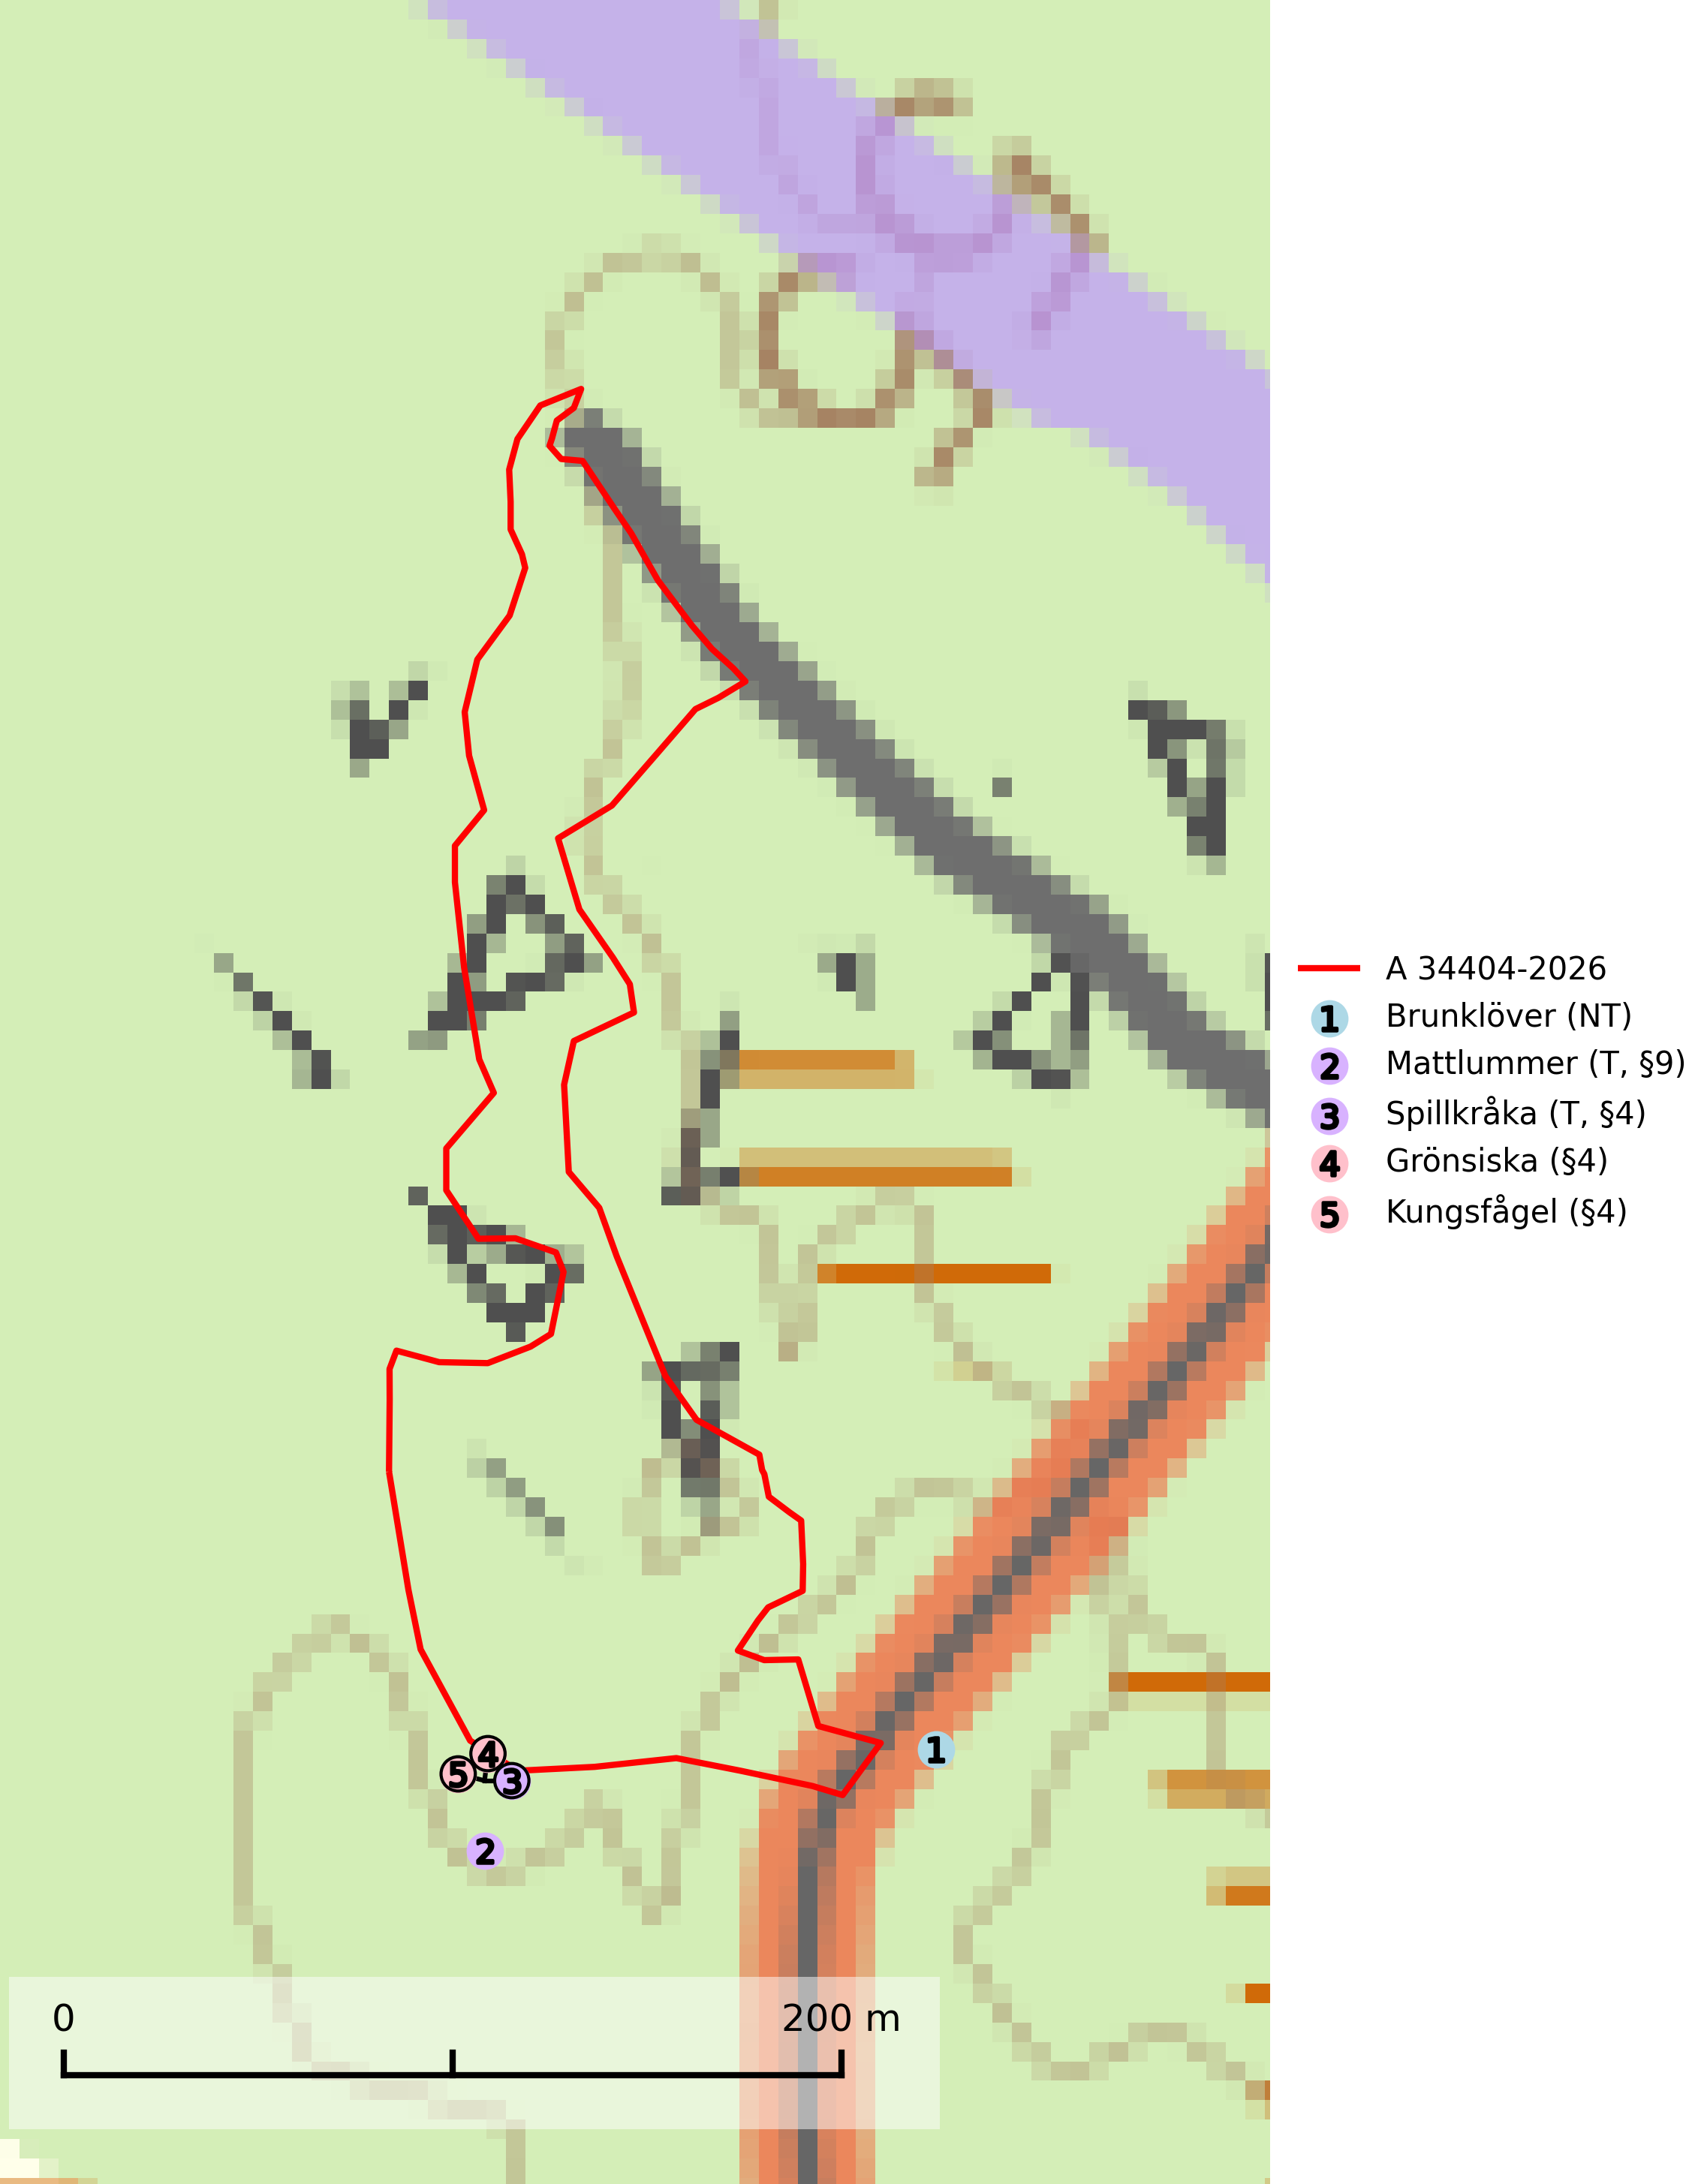 A 34404-2026
1 Brunklöver (NT)
2 Mattlummer (T, §9)
3 Spillkråka (T, §4)
4 Grönsiska (§4)
5 Kungsfågel (§4)
1
4
5
3
2
0 200 m